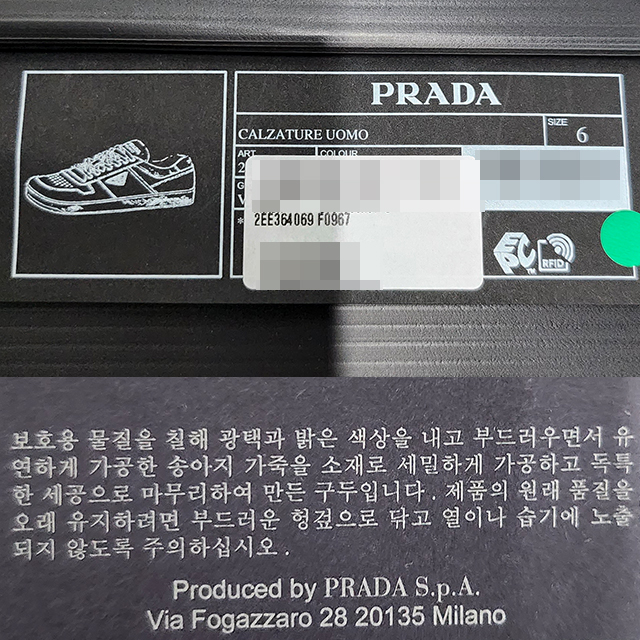 PRADA
CALZATURE UOMO
SIZE
6
ART
COLOUR
2
G
V
*
2EE364069 F0967
EPC
TM
RFID
보호용 물질을 칠해 광택과 밝은 색상을 내고 부드러우면서 유
연하게 가공한 송아지 가죽을 소재로 세밀하게 가공하고 독특
한 세공으로 마무리하여 만든 구두입니다. 제품의 원래 품질을
오래 유지하려면 부드러운 헝겊으로 닦고 열이나 습기에 노출
되지 않도록 주의하십시오.
Produced by PRADA S.p.A.
Via Fogazzaro 28 20135 Milano